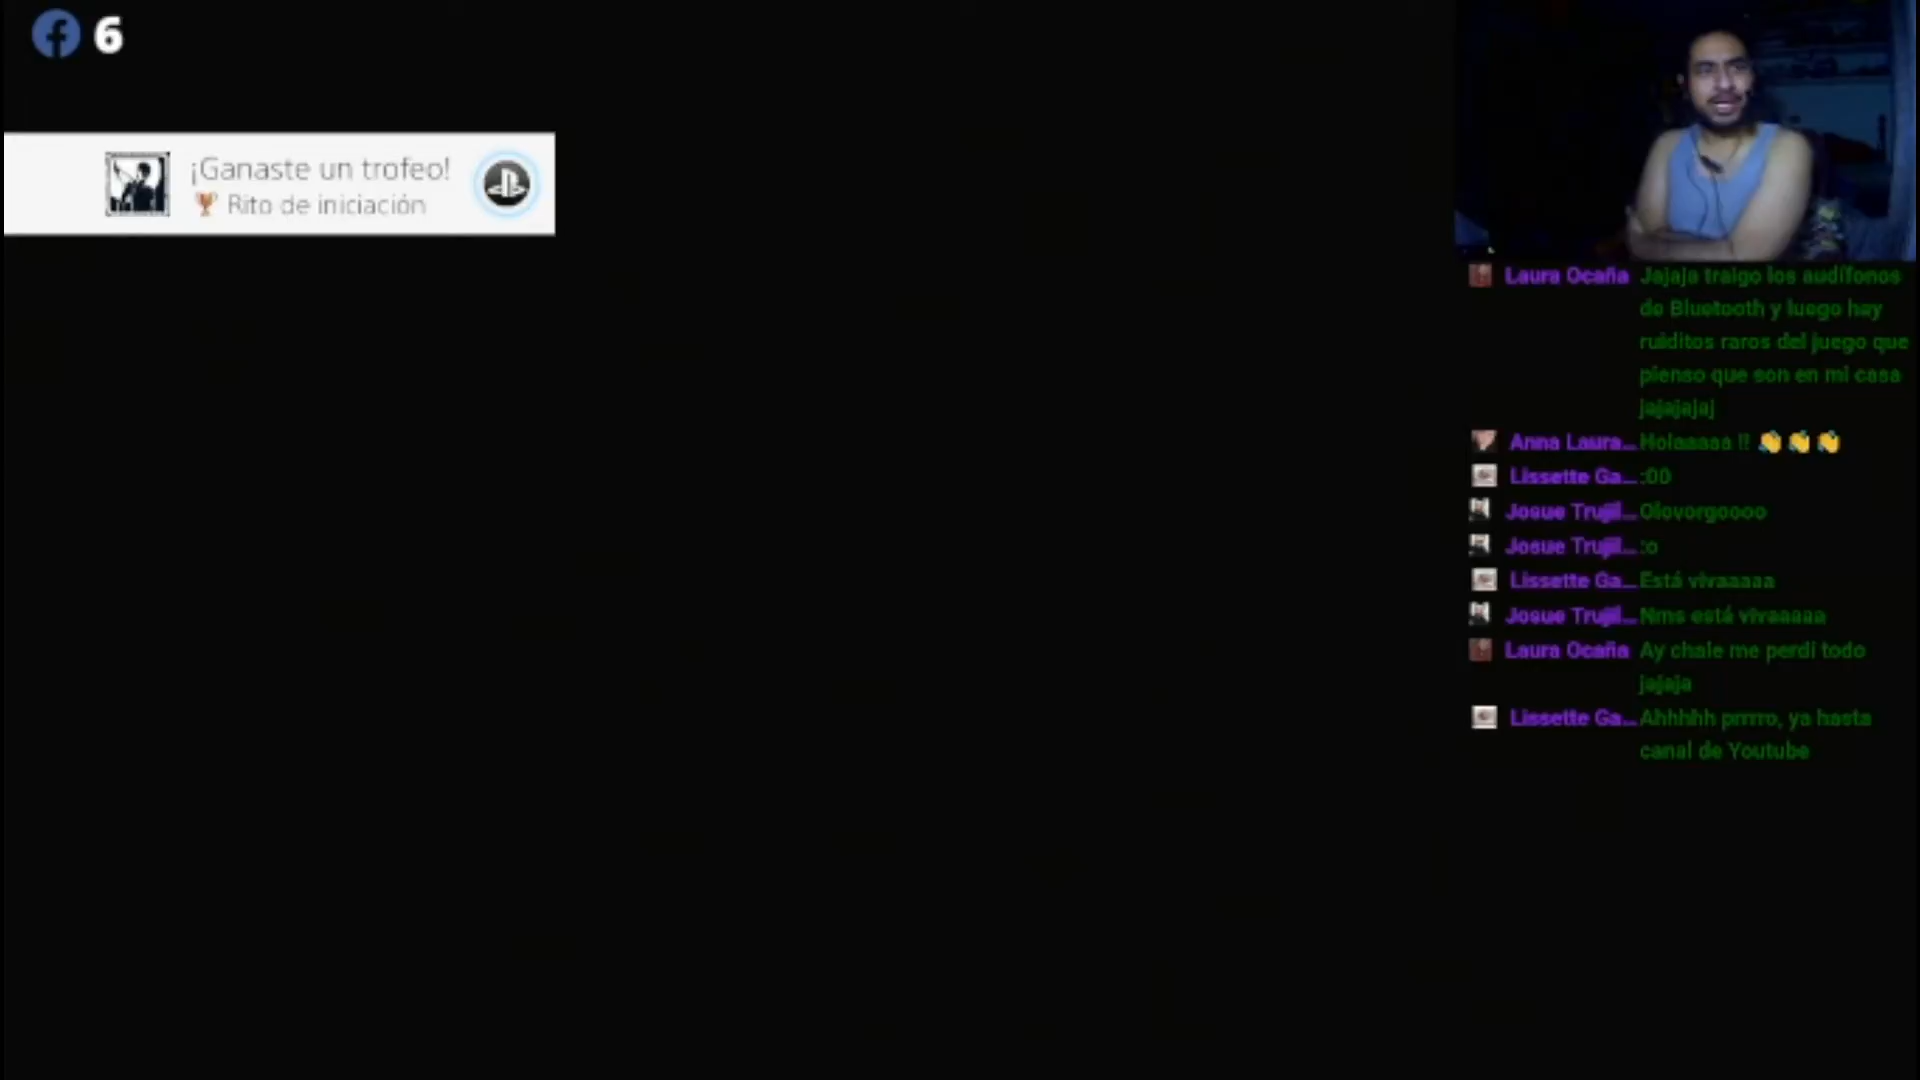 6
¡Ganaste un trofeo!
Rito de iniciación
Laura Ocaña Jajaja traigo los audífonos
de Bluetooth y luego hay
ruiditos raros del juego que
pienso que son en mi casa
jajajajaj
Anna Laura... Holaaaaa !! 👏 👏 👏
Lissette Ga... :00
Josue Trujil... Olovorgoooo
Josue Trujil... :o
Lissette Ga... Está vivaaaaa
Josue Trujil... Nms está vivaaaaa
Laura Ocaña Ay chale me perdi todo
jajaja
Lissette Ga... Ahhhhh prrrro, ya hasta
canal de Youtube